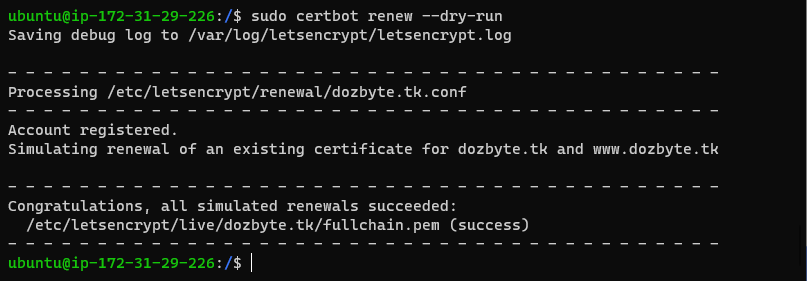 ubuntu@ip-172-31-29-226:/$ sudo certbot renew --dry-run
Saving debug log to /var/log/letsencrypt/letsencrypt.log
- - - - - - - - - - - - - - - - - - - - - - - - - - - - - - - - - - - - - - - -
Processing /etc/letsencrypt/renewal/dozbyte.tk.conf
- - - - - - - - - - - - - - - - - - - - - - - - - - - - - - - - - - - - - - - -
Account registered.
Simulating renewal of an existing certificate for dozbyte.tk and www.dozbyte.tk
- - - - - - - - - - - - - - - - - - - - - - - - - - - - - - - - - - - - - - - -
Congratulations, all simulated renewals succeeded:
  /etc/letsencrypt/live/dozbyte.tk/fullchain.pem (success)
- - - - - - - - - - - - - - - - - - - - - - - - - - - - - - - - - - - - - - - -
ubuntu@ip-172-31-29-226:/$